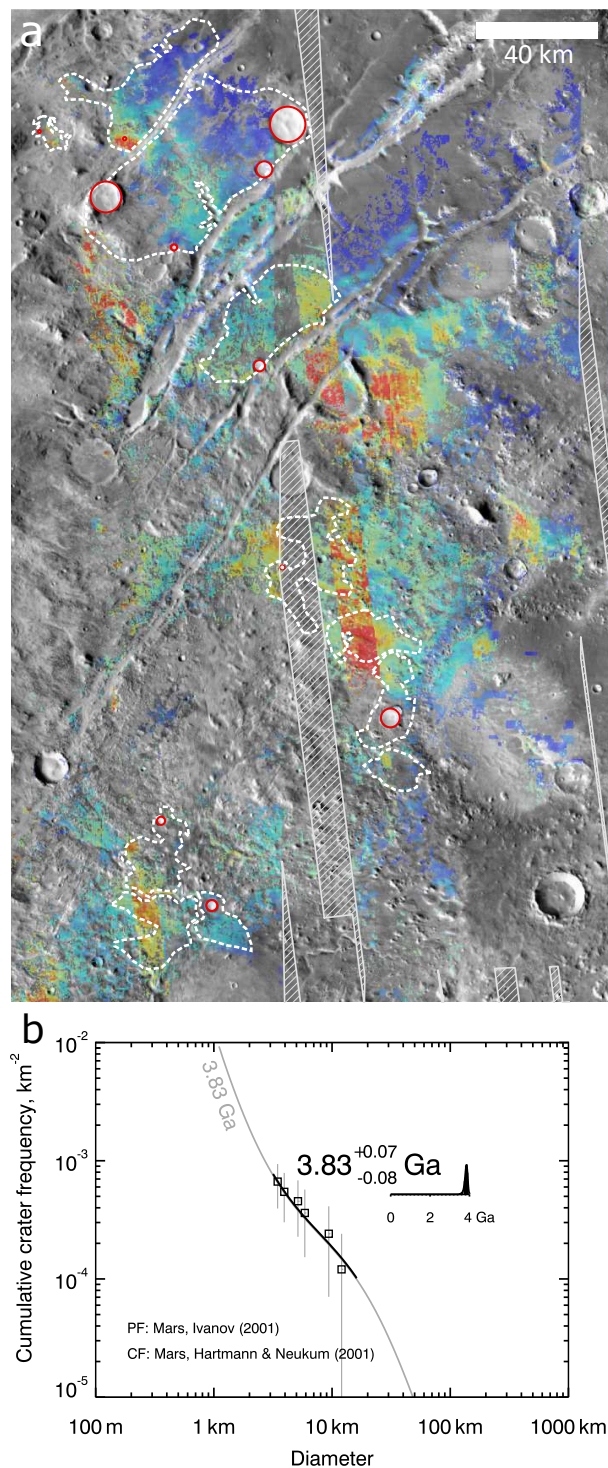 a
40 km
b
10-2
10-3
10-4
10-5
Cumulative crater frequency, km-2
3.83 Ga
3.83 +0.07 -0.08 Ga
0 2 4 Ga
PF: Mars, Ivanov (2001)
CF: Mars, Hartmann & Neukum (2001)
100 m 1 km 10 km 100 km 1000 km
Diameter